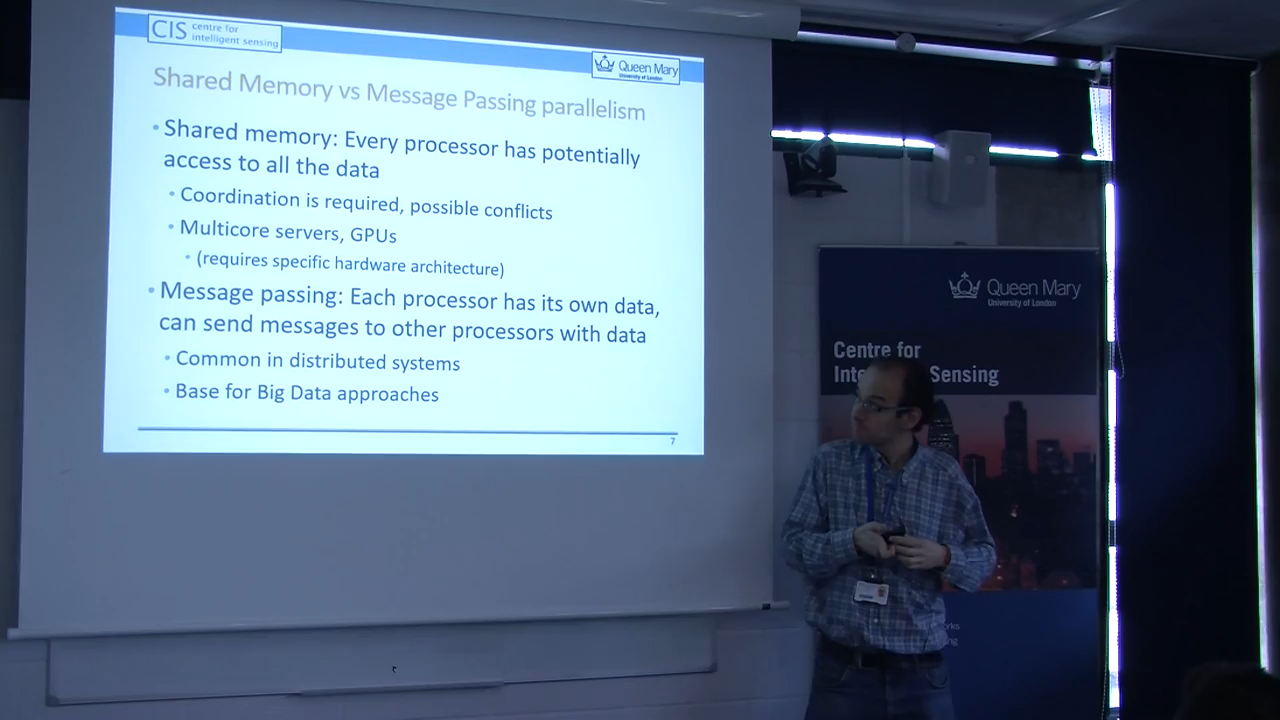 CIS centre for
intelligent sensing
Queen Mary
University of London
Shared Memory vs Message Passing parallelism
• Shared memory: Every processor has potentially
access to all the data
• Coordination is required, possible conflicts
• Multicore servers, GPUs
• (requires specific hardware architecture)
• Message passing: Each processor has its own data,
can send messages to other processors with data
• Common in distributed systems
• Base for Big Data approaches
7
Queen Mary
University of London
Centre for
Sensing